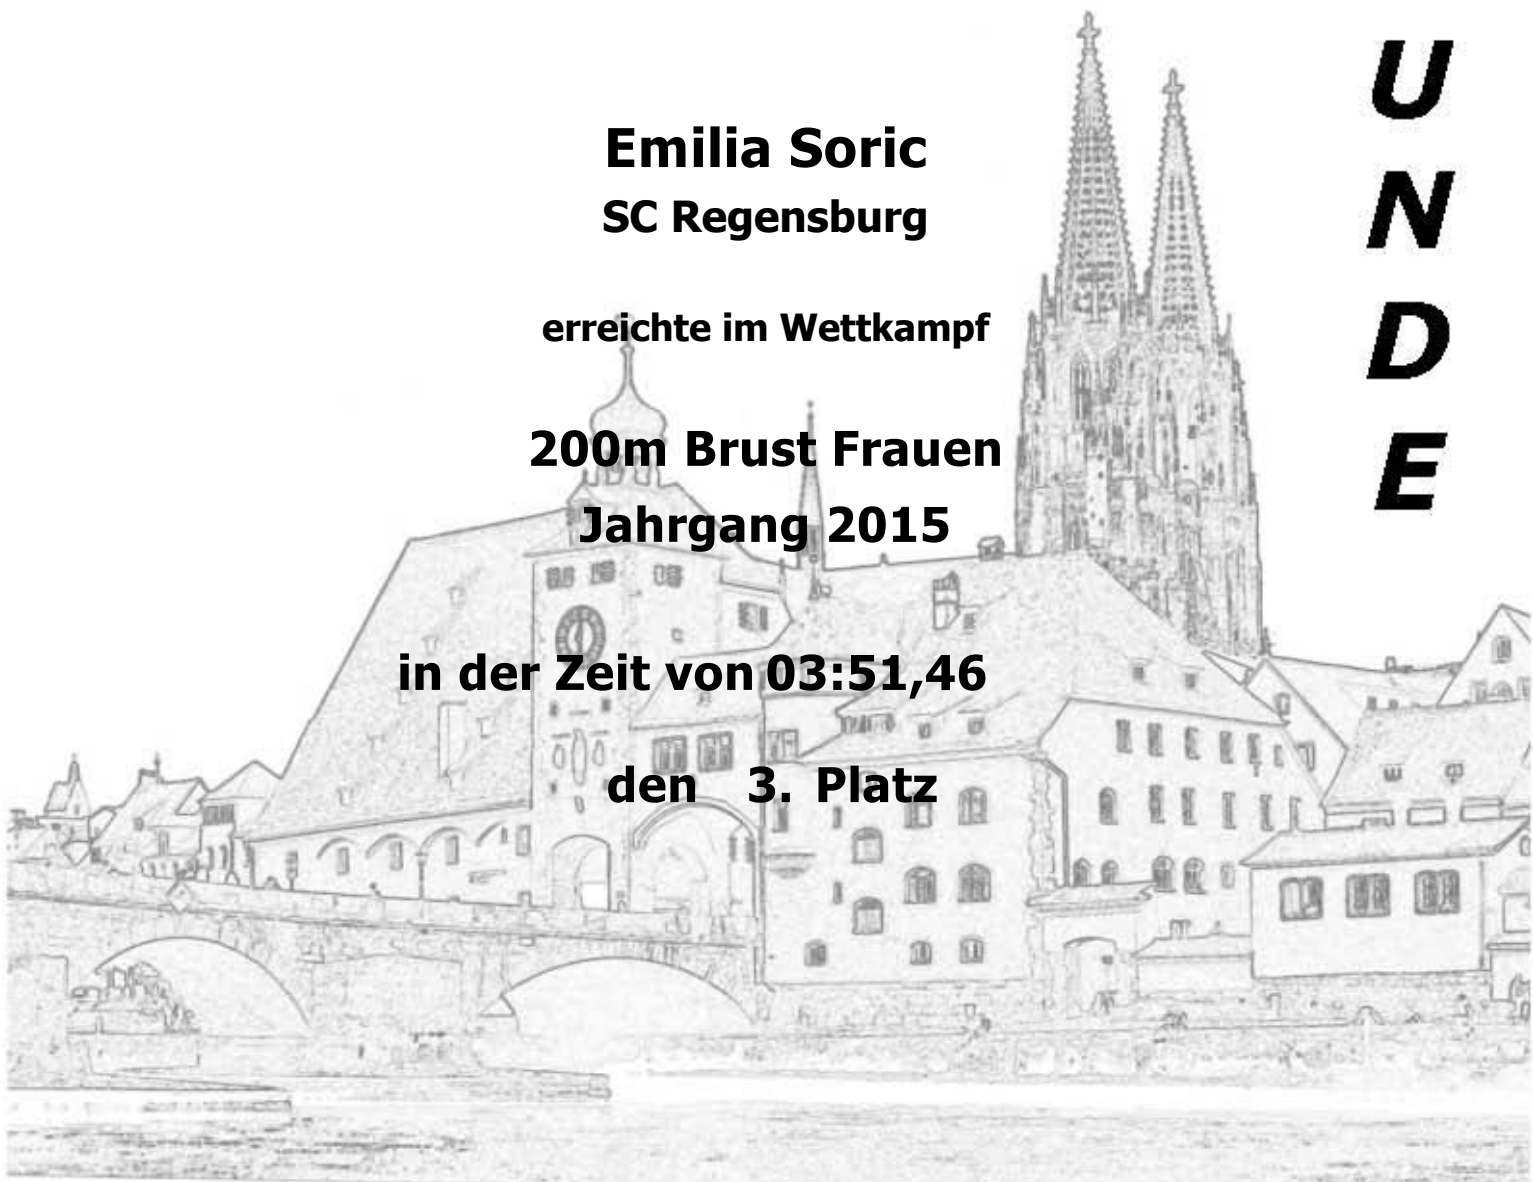 Emilia Soric
SC Regensburg
erreichte im Wettkampf
200m Brust Frauen
Jahrgang 2015
in der Zeit von 03:51,46
den 3. Platz
U
N
D
E